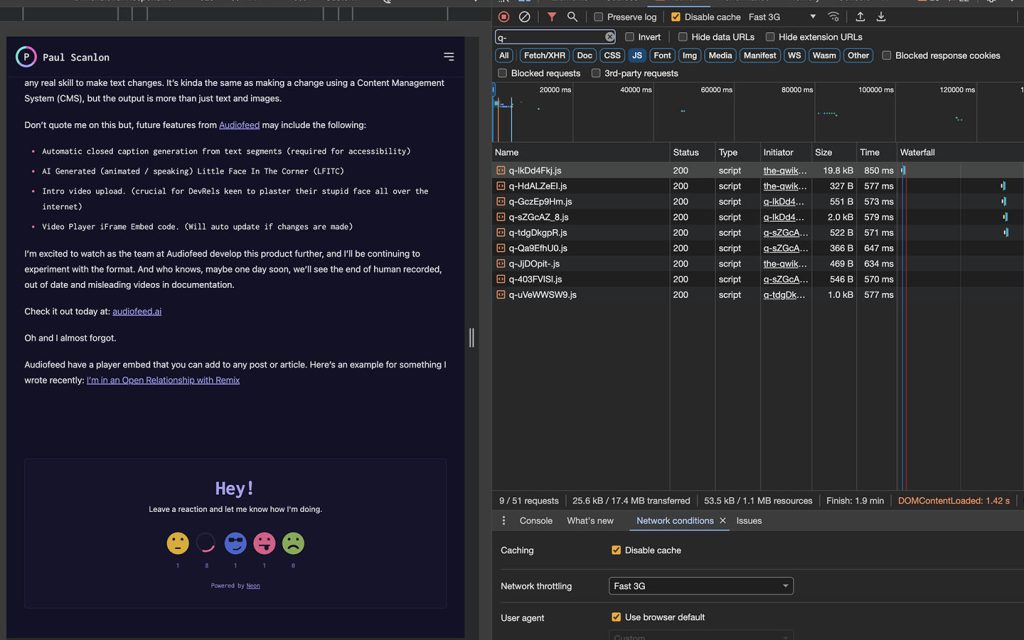 Preserve log
Disable cache
Fast 3G
P
Paul Scanlon
q-
Invert
Hide data URLs
Hide extension URLs
All
Fetch/XHR
Doc
CSS
JS
Font
Img
Media
Manifest
WS
Wasm
Other
Blocked response cookies
Blocked requests
3rd-party requests
20000 ms
40000 ms
60000 ms
80000 ms
100000 ms
120000 ms
any real skill to make text changes. It's kinda the same as making a change using a Content Management
System (CMS), but the output is more than just text and images.
Don't quote me on this but, future features from Audiofeed may include the following:
• Automatic closed caption generation from text segments (required for accessibility)
• AI Generated (animated / speaking) Little Face In The Corner (LFITC)
• Intro video upload. (crucial for DevRels keen to plaster their stupid face all over the
internet)
• Video Player iFrame Embed code. (Will auto update if changes are made)
I'm excited to watch as the team at Audiofeed develop this product further, and I'll be continuing to
experiment with the format. And who knows, maybe one day soon, we'll see the end of human recorded,
out of date and misleading videos in documentation.
Check it out today at: audiofeed.ai
Oh and I almost forgot.
Audiofeed have a player embed that you can add to any post or article. Here's an example for something I
wrote recently: I'm in an Open Relationship with Remix
Hey!
Leave a reaction and let me know how I'm doing.
1 8 1 1 0
Powered by Neon
Name Status Type Initiator Size Time Waterfall
q-lkDd4Fkj.js 200 script the-qwik... 19.8 kB 850 ms
q-HdALZeEI.js 200 script the-qwik... 327 B 577 ms
q-GczEp9Hm.js 200 script q-lkDd4... 551 B 573 ms
q-sZGcAZ_8.js 200 script q-lkDd4... 2.0 kB 579 ms
q-tdgDkgpR.js 200 script q-sZGcA... 522 B 571 ms
q-Qa9EfhU0.js 200 script q-sZGcA... 366 B 647 ms
q-JjDOpit-.js 200 script the-qwik... 469 B 634 ms
q-403FVISl.js 200 script q-sZGcA... 546 B 570 ms
q-uVeWWSW9.js 200 script q-tdgDk... 1.0 kB 577 ms
9 / 51 requests 25.6 kB / 17.4 MB transferred 53.5 kB / 1.1 MB resources Finish: 1.9 min DOMContentLoaded: 1.42 s
Console What's new Network conditions Issues
Caching Disable cache
Network throttling Fast 3G
User agent Use browser default
Custom...